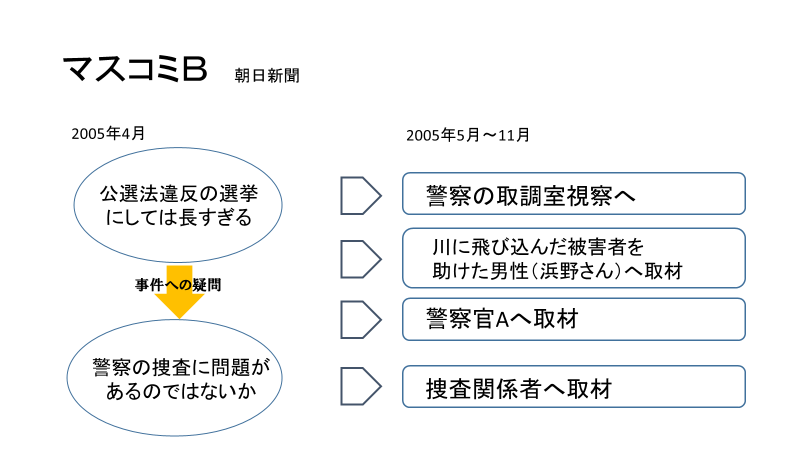 マスコミB 朝日新聞
2005年4月
公選法違反の選挙
にしては長すぎる
事件への疑問
警察の捜査に問題が
あるのではないか
2005年5月～11月
警察の取調室視察へ
川に飛び込んだ被害者を
助けた男性（浜野さん）へ取材
警察官Aへ取材
捜査関係者へ取材